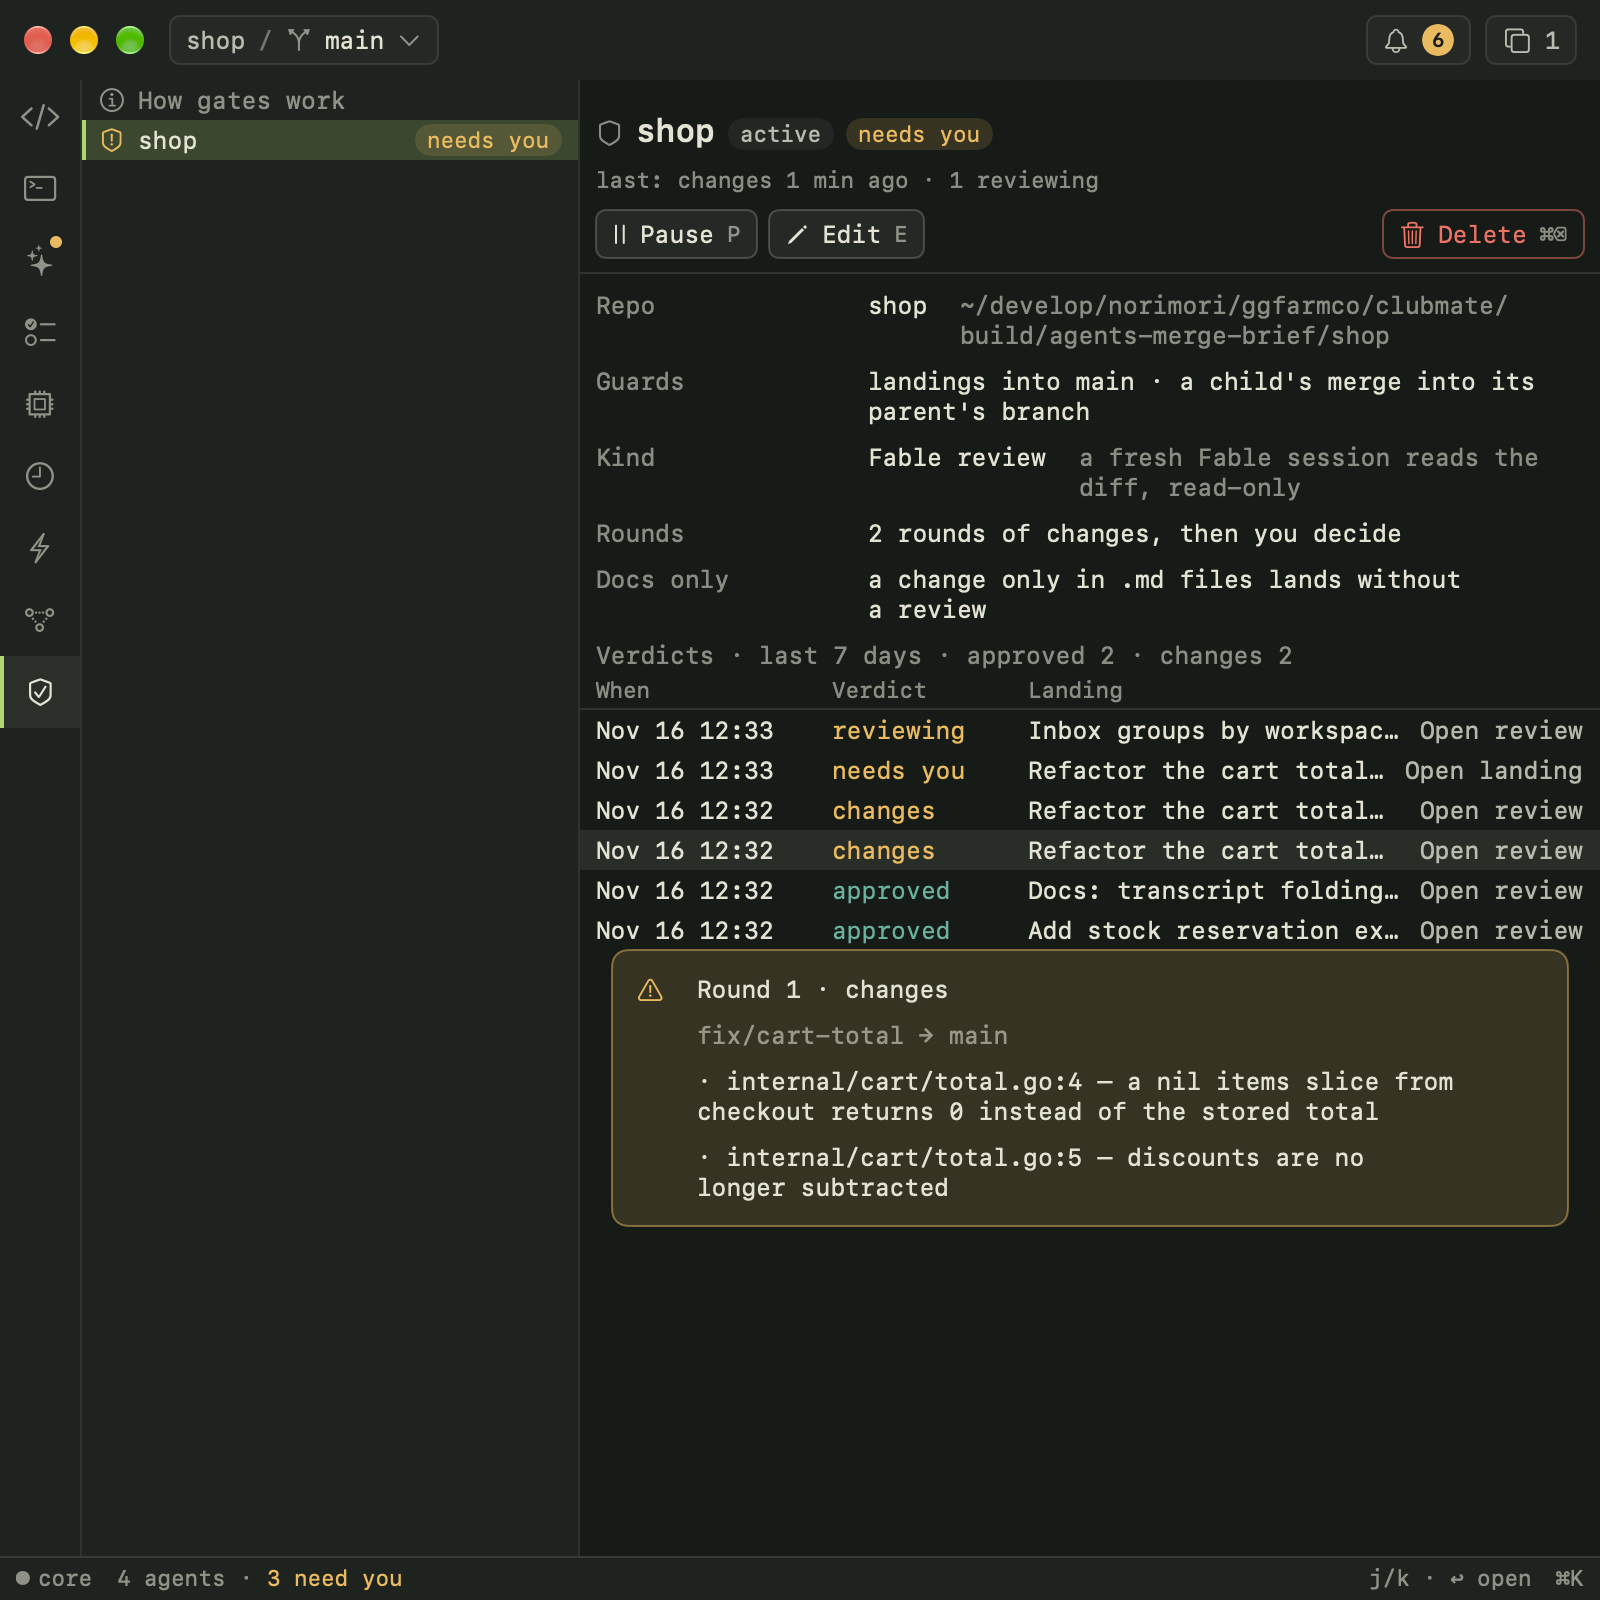 shop / main
6
1
How gates work
shop needs you
shop active needs you
last: changes 1 min ago · 1 reviewing
Pause P
Edit E
Delete ⌘⌫
Repo shop ~/develop/norimori/ggfarmco/clubmate/
build/agents-merge-brief/shop
Guards landings into main · a child's merge into its
parent's branch
Kind Fable review a fresh Fable session reads the
diff, read-only
Rounds 2 rounds of changes, then you decide
Docs only a change only in .md files lands without
a review
Verdicts · last 7 days · approved 2 · changes 2
When Verdict Landing
Nov 16 12:33 reviewing Inbox groups by workspac… Open review
Nov 16 12:33 needs you Refactor the cart total… Open landing
Nov 16 12:32 changes Refactor the cart total… Open review
Nov 16 12:32 changes Refactor the cart total… Open review
Nov 16 12:32 approved Docs: transcript folding… Open review
Nov 16 12:32 approved Add stock reservation ex… Open review
Round 1 · changes
fix/cart-total → main
· internal/cart/total.go:4 — a nil items slice from
checkout returns 0 instead of the stored total
· internal/cart/total.go:5 — discounts are no
longer subtracted
core 4 agents · 3 need you
j/k · ↩ open ⌘K